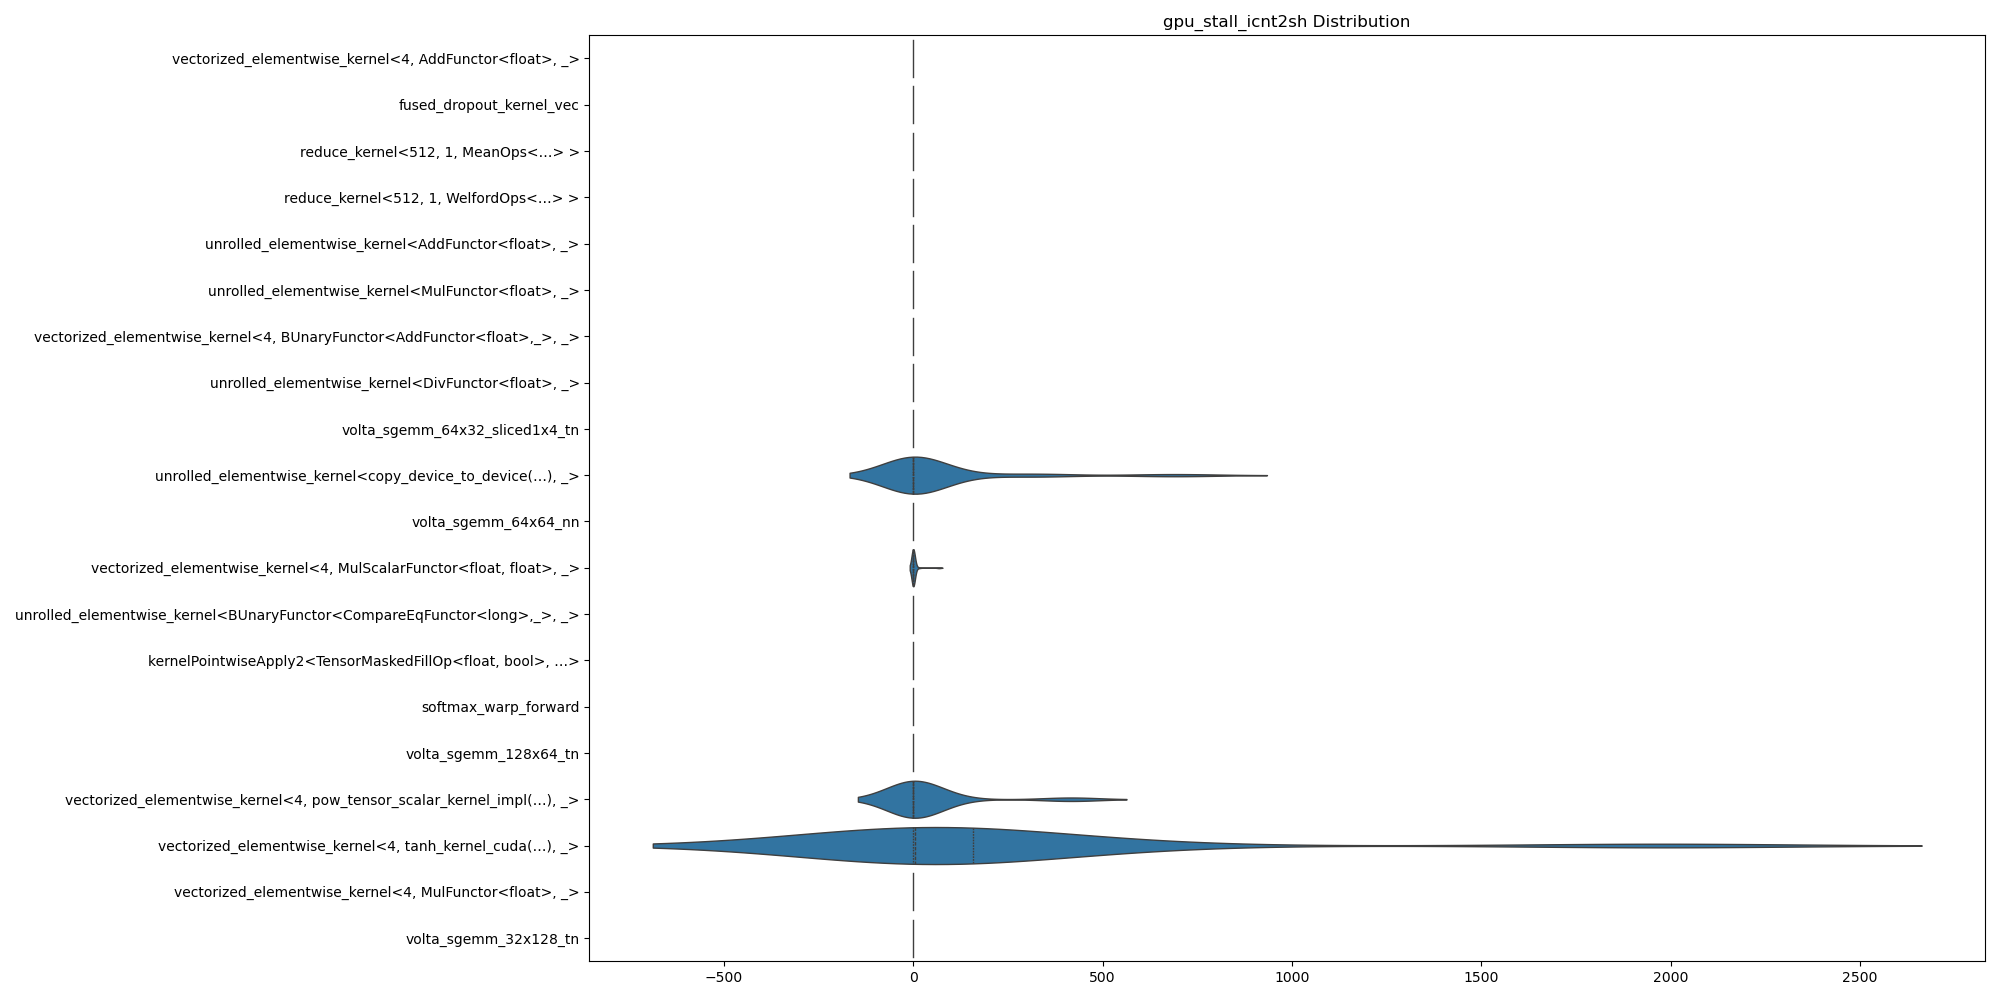 gpu_stall_icnt2sh Distribution
vectorized_elementwise_kernel<4, AddFunctor<float>, _>
fused_dropout_kernel_vec
reduce_kernel<512, 1, MeanOps<...> >
reduce_kernel<512, 1, WelfordOps<...> >
unrolled_elementwise_kernel<AddFunctor<float>, _>
unrolled_elementwise_kernel<MulFunctor<float>, _>
vectorized_elementwise_kernel<4, BUnaryFunctor<AddFunctor<float>,_>, _>
unrolled_elementwise_kernel<DivFunctor<float>, _>
volta_sgemm_64x32_sliced1x4_tn
unrolled_elementwise_kernel<copy_device_to_device(...), _>
volta_sgemm_64x64_nn
vectorized_elementwise_kernel<4, MulScalarFunctor<float, float>, _>
unrolled_elementwise_kernel<BUnaryFunctor<CompareEqFunctor<long>,_>, _>
kernelPointwiseApply2<TensorMaskedFillOp<float, bool>, ...>
softmax_warp_forward
volta_sgemm_128x64_tn
vectorized_elementwise_kernel<4, pow_tensor_scalar_kernel_impl(...), _>
vectorized_elementwise_kernel<4, tanh_kernel_cuda(...), _>
vectorized_elementwise_kernel<4, MulFunctor<float>, _>
volta_sgemm_32x128_tn
−500 0 500 1000 1500 2000 2500